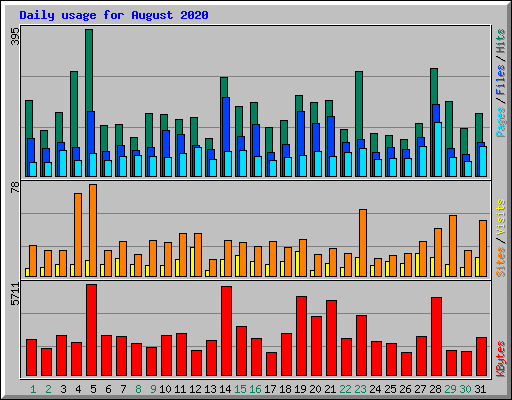 Daily usage for August 2020
395
Pages / Files / Hits
78
Sites / Visits
5711
KBytes
1 2 3 4 5 6 7 8 9 10 11 12 13 14 15 16 17 18 19 20 21 22 23 24 25 26 27 28 29 30 31